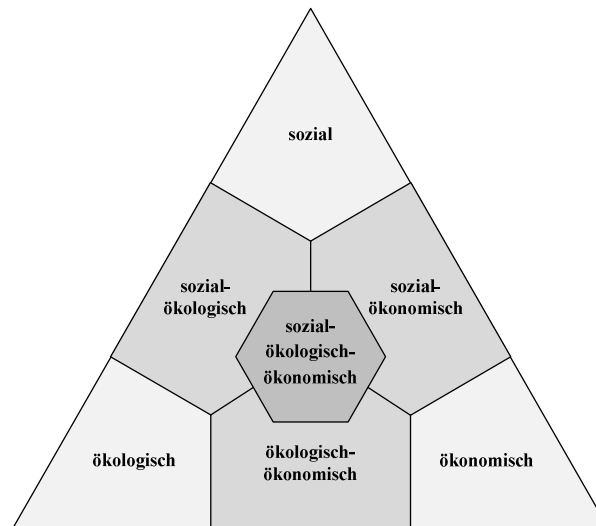 sozial
sozial-
ökologisch
sozial-
ökonomisch
sozial-
ökologisch-
ökonomisch
ökologisch
ökologisch-
ökonomisch
ökonomisch